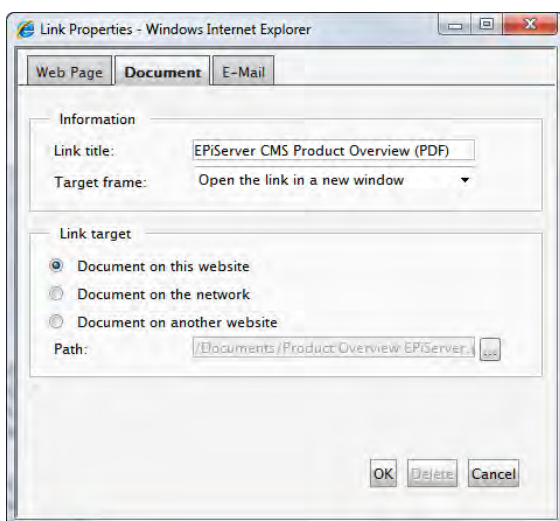 Link Properties - Windows Internet Explorer
Web Page Document E-Mail
Information
Link title: EPiServer CMS Product Overview (PDF)
Target frame: Open the link in a new window
Link target
Document on this website
Document on the network
Document on another website
Path: /Documents/Product Overview EPiServer. ...
OK Delete Cancel